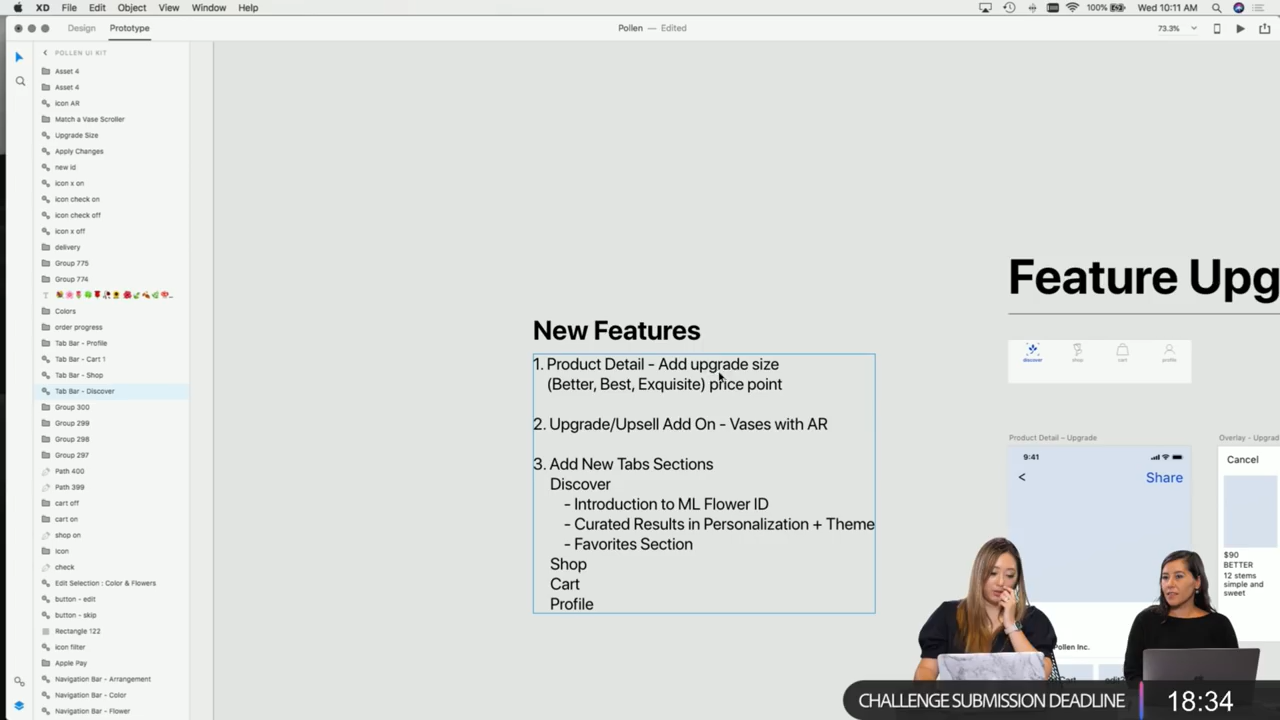 XD File Edit Object View Window Help
100% Wed 10:11 AM
Design Prototype
Pollen — Edited
73.3%
POLLEN UI KIT
Asset 4
Asset 4
icon AR
Match a Vase Scroller
Upgrade Size
Apply Changes
new id
icon x on
icon check on
icon check off
icon x off
delivery
Group 775
Group 774
Colors
order progress
Tab Bar - Profile
Tab Bar - Cart 1
Tab Bar - Shop
Tab Bar - Discover
Group 300
Group 299
Group 298
Group 297
Path 400
Path 399
cart off
cart on
shop on
Icon
check
Edit Selection : Color & Flowers
button - edit
button - skip
Rectangle 122
icon filter
Apple Pay
Navigation Bar - Arrangement
Navigation Bar - Color
Navigation Bar - Flower
New Features
1. Product Detail - Add upgrade size
(Better, Best, Exquisite) price point
2. Upgrade/Upsell Add On - Vases with AR
3. Add New Tabs Sections
Discover
- Introduction to ML Flower ID
- Curated Results in Personalization + Theme
- Favorites Section
Shop
Cart
Profile
Feature Upg
discover shop cart profile
Product Detail – Upgrade
9:41
< Share
Overlay - Upgrad
Cancel
$90
BETTER
12 stems
simple and
sweet
Pollen Inc.
CHALLENGE SUBMISSION DEADLINE 18:34